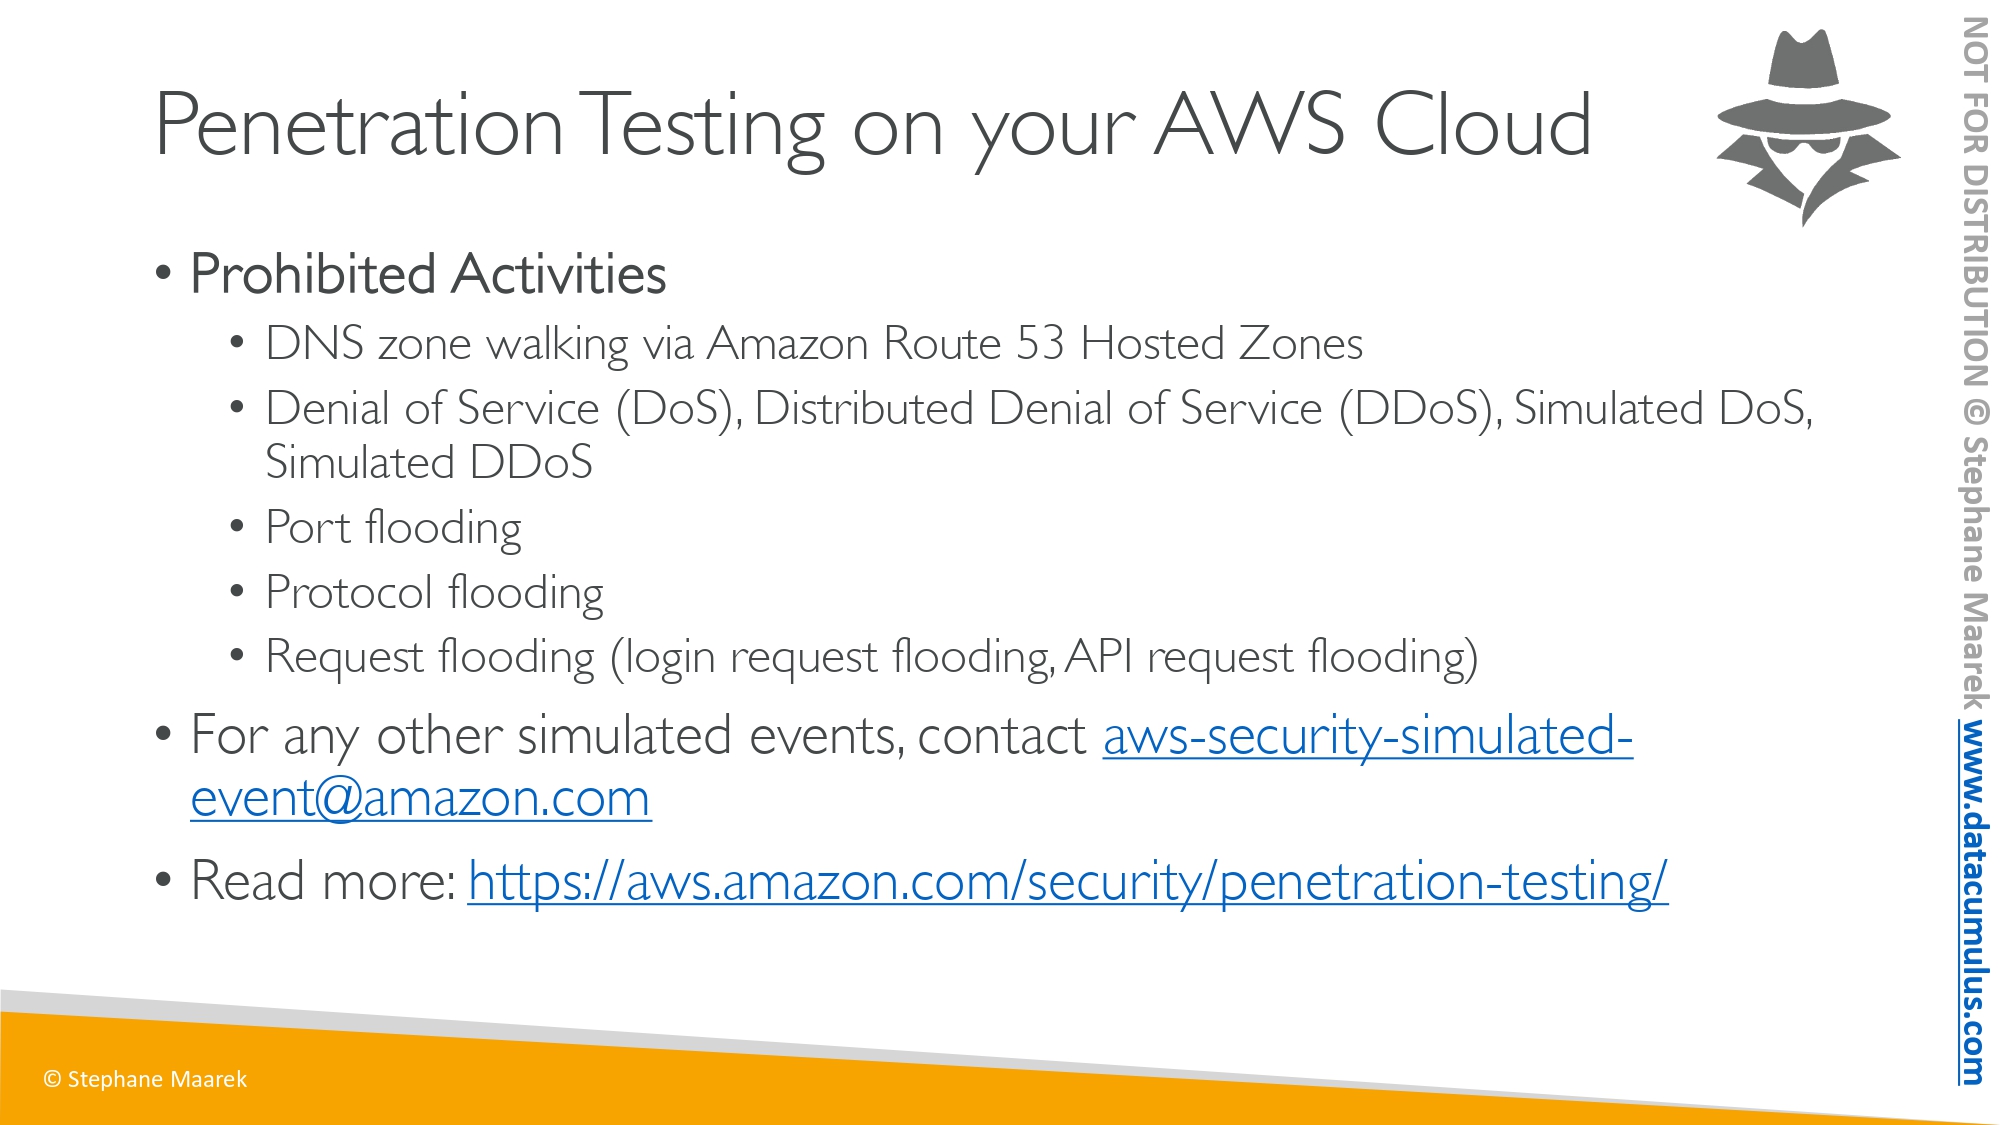 Penetration Testing on your AWS Cloud
• Prohibited Activities
• DNS zone walking via Amazon Route 53 Hosted Zones
• Denial of Service (DoS), Distributed Denial of Service (DDoS), Simulated DoS,
Simulated DDoS
• Port flooding
• Protocol flooding
• Request flooding (login request flooding, API request flooding)
• For any other simulated events, contact aws-security-simulated-
event@amazon.com
• Read more: https://aws.amazon.com/security/penetration-testing/
© Stephane Maarek
NOT FOR DISTRIBUTION © Stephane Maarek www.datacumulus.com